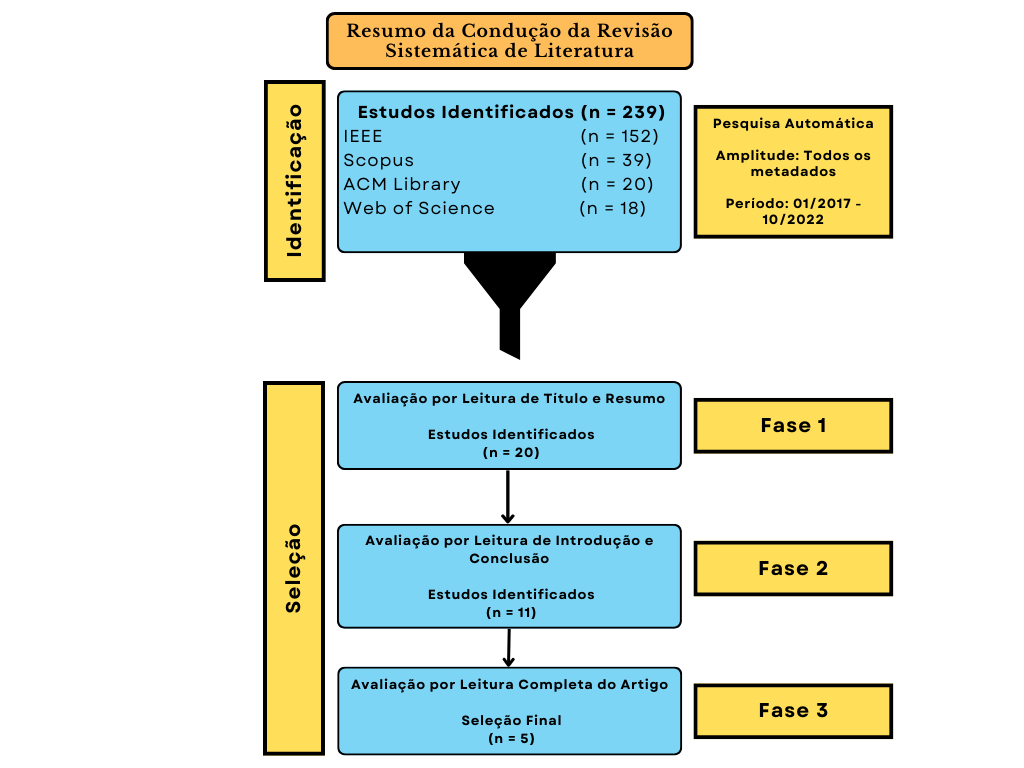 Resumo da Condução da Revisão
Sistemática de Literatura
Identificação
Estudos Identificados (n = 239)
IEEE (n = 152)
Scopus (n = 39)
ACM Library (n = 20)
Web of Science (n = 18)
Pesquisa Automática
Amplitude: Todos os
metadados
Período: 01/2017 -
10/2022
Seleção
Avaliação por Leitura de Título e Resumo
Estudos Identificados
(n = 20)
Fase 1
Avaliação por Leitura de Introdução e
Conclusão
Estudos Identificados
(n = 11)
Fase 2
Avaliação por Leitura Completa do Artigo
Seleção Final
(n = 5)
Fase 3